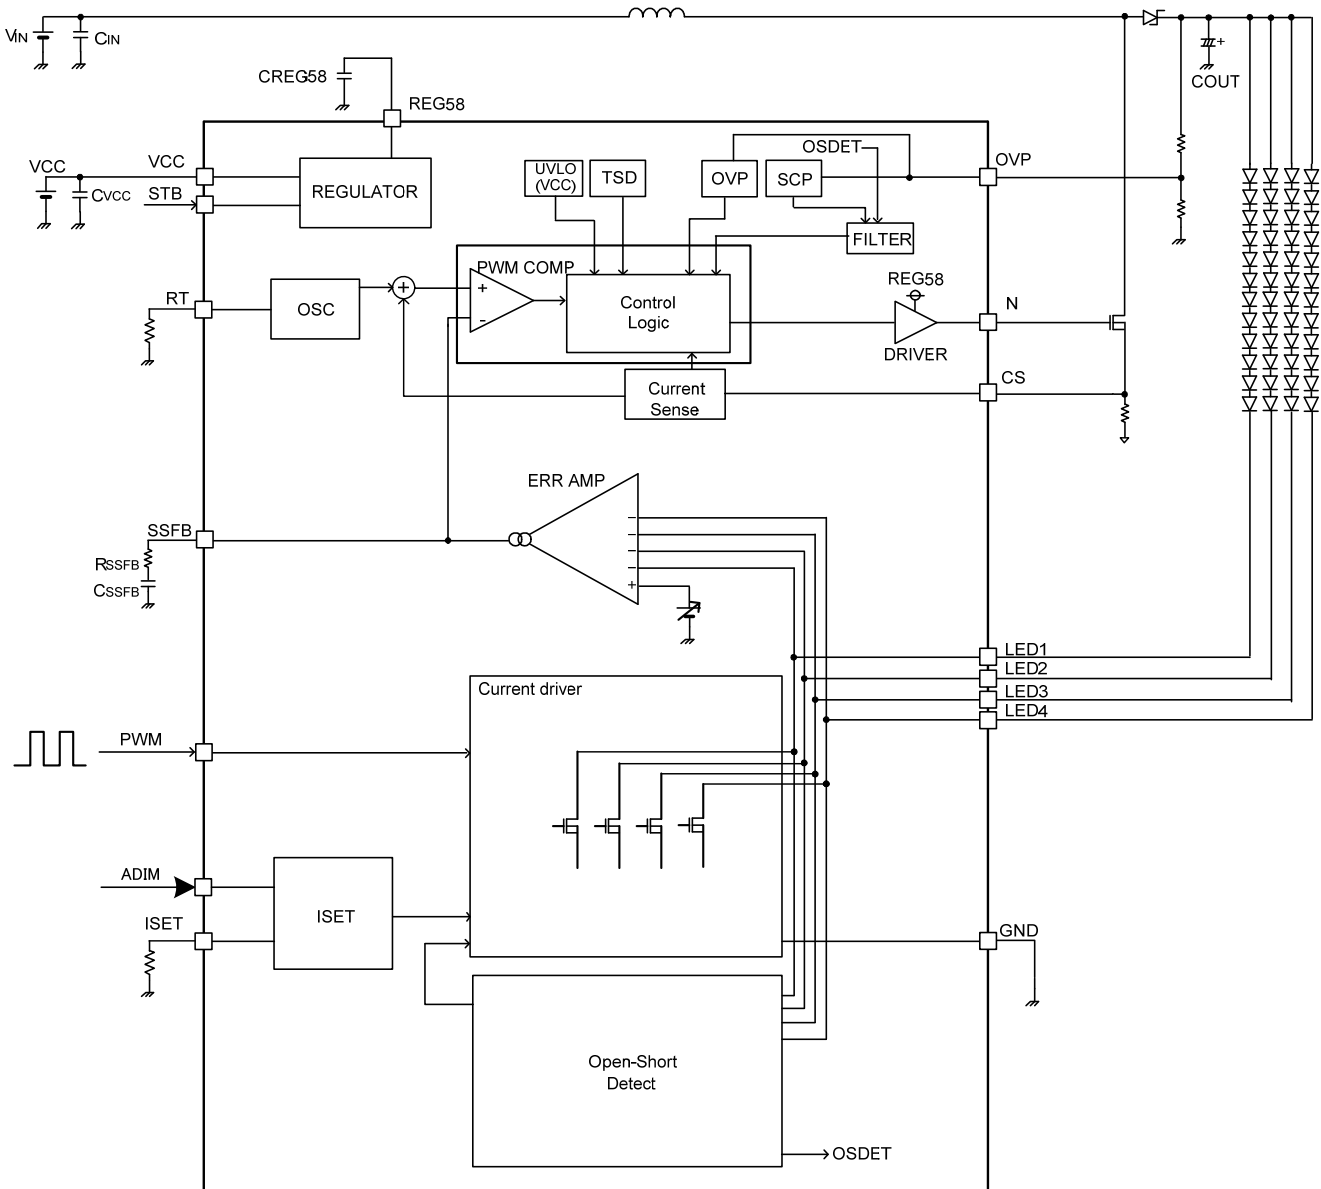 VIN
CIN
COUT
CREG58
REG58
VCC
CVCC
VCC
STB
REGULATOR
UVLO
(VCC)
TSD
OVP
SCP
OSDET
OVP
FILTER
RT
OSC
+
PWM COMP
+
-
Control
Logic
REG58
DRIVER
N
Current
Sense
CS
ERR AMP
SSFB
RSSFB
CSSFB
−
−
−
−
+
+
LED1
LED2
LED3
LED4
Current driver
PWM
ADIM
ISET
ISET
GND
Open-Short
Detect
OSDET